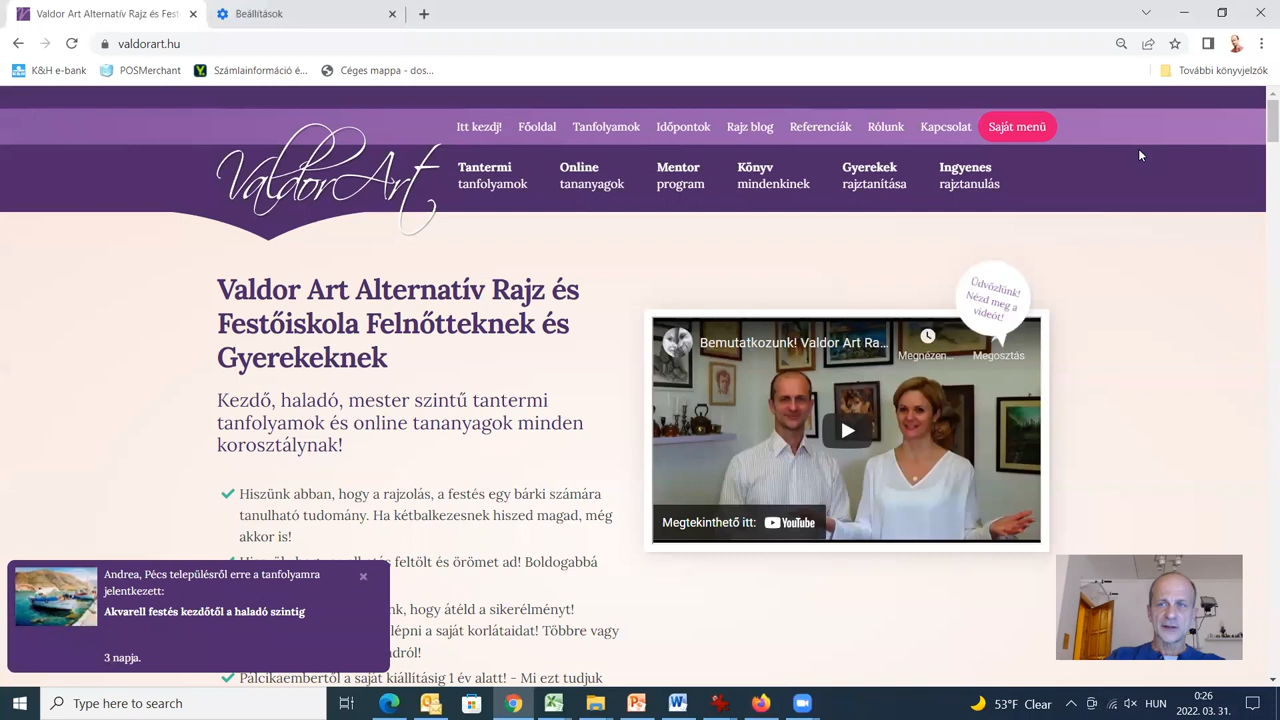 Valdor Art Alternatív Rajz és Fest
Beállítások
valdorart.hu
K&H e-bank
POSMerchant
Számlainformáció é...
Céges mappa - dos...
További könyvjelzők
Itt kezdj!
Főoldal
Tanfolyamok
Időpontok
Rajz blog
Referenciák
Rólunk
Kapcsolat
Saját menü
ValdorArt
Tantermi
tanfolyamok
Online
tananyagok
Mentor
program
Könyv
mindenkinek
Gyerekek
rajztanítása
Ingyenes
rajztanulás
Valdor Art Alternatív Rajz és
Festőiskola Felnőtteknek és
Gyerekeknek
Kezdő, haladó, mester szintű tantermi
tanfolyamok és online tananyagok minden
korosztálynak!
Üdvözlünk!
Nézd meg a
videót!
Bemutatkozunk! Valdor Art Ra...
Megnézen...
Megosztás
Megtekinthető itt: YouTube
Hiszünk abban, hogy a rajzolás, a festés egy bárki számára
tanulható tudomány. Ha kétbalkezesnek hiszed magad, még
akkor is!
feltölt és örömet ad! Boldogabbá
hogy átéld a sikerélményt!
lépni a saját korlátaidat! Többre vagy
Pálcikaembertől a saját kiállításig 1 év alatt! - Mi ezt tudjuk
Andrea, Pécs településről erre a tanfolyamra
jelentkezett:
Akvarell festés kezdőtől a haladó szintig
3 napja.
Type here to search
53°F Clear
HUN
0:26
2022. 03. 31.